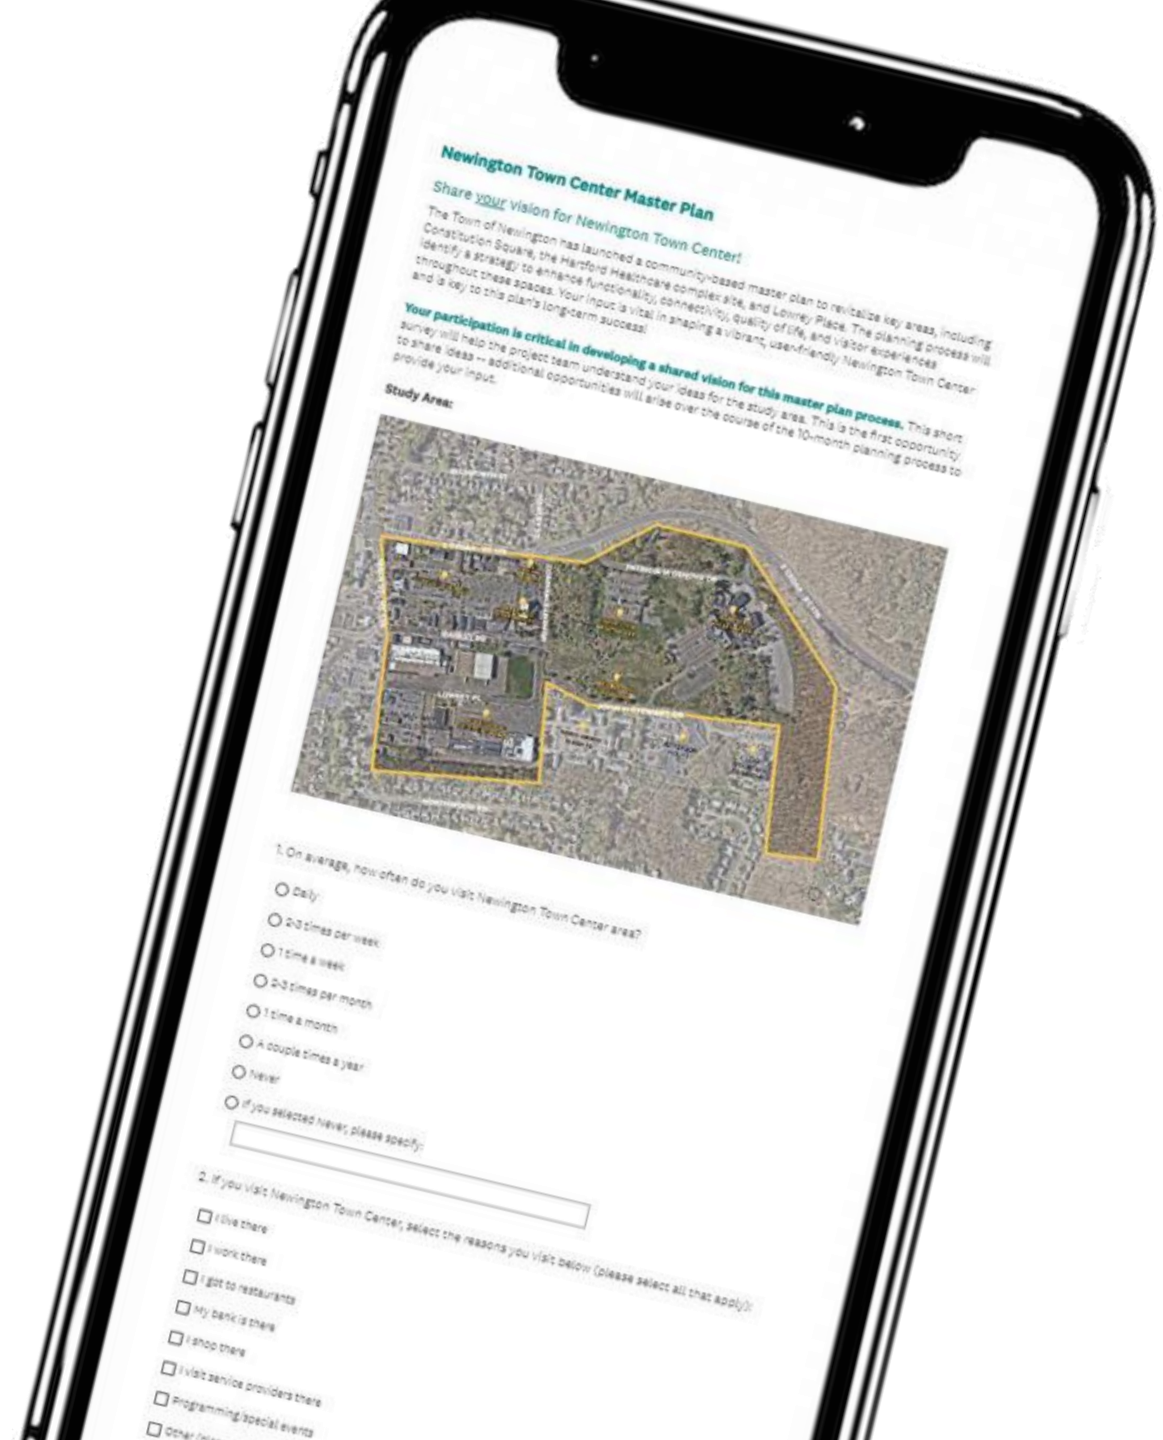 Newington Town Center Master Plan
Share your vision for Newington Town Center!
The Town of Newington has launched a community-based master plan to revitalize key areas, including
Constitution Square, the Hartford Healthcare complex site, and Lowrey Place. The planning process will
identify a strategy to enhance functionality, connectivity, quality of life, and visitor experiences
throughout these spaces. Your input is vital in shaping a vibrant, user-friendly Newington Town Center
and is key to this plan's long-term success!
Your participation is critical in developing a shared vision for this master plan process. This short
survey will help the project team understand your ideas for the study area. This is the first opportunity
to share ideas -- additional opportunities will arise over the course of the 10-month planning process to
provide your input.
Study Area:
LOWREY PL
1. On average, how often do you visit Newington Town Center area?
Daily
2-3 times per week
1 time a week
2-3 times per month
1 time a month
A couple times a year
Never
If you selected Never, please specify:
2. If you visit Newington Town Center, select the reasons you visit below (please select all that apply):
I live there
I work there
I got to restaurants
My bank is there
I shop there
I visit service providers there
Programming/special events
Other